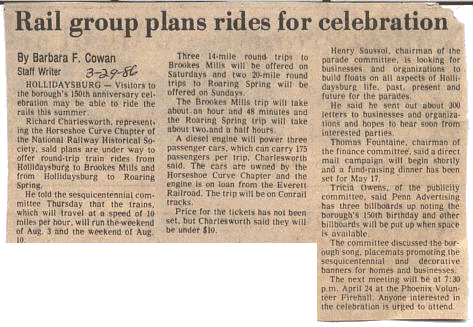 Rail group plans rides for celebration
By Barbara F. Cowan
Staff Writer
3-29-86
HOLLIDAYSBURG — Visitors to
the borough's 150th anniversary cel-
ebration may be able to ride the
rails this summer.
Richard Charlesworth, represent-
ing the Horseshoe Curve Chapter of
the National Railway Historical So-
ciety, said plans are under way to
offer round-trip train rides from
Hollidaysburg to Brookes Mills and
from Hollidaysburg to Roaring
Spring.
He told the sesquicentennial com-
mittee Thursday that the trains,
which will travel at a speed of 10
miles per hour, will run the weekend
of Aug. 3 and the weekend of Aug.
10.
Three 14-mile round trips to
Brookes Mills will be offered on
Saturdays and two 20-mile round
trips to Roaring Spring will be
offered on Sundays.
The Brookes Mills trip will take
about an hour and 48 minutes and
the Roaring Spring trip will take
about two and a half hours.
A diesel engine will power three
passenger cars, which can carry 175
passengers per trip, Charlesworth
said. The cars are owned by the
Horseshoe Curve Chapter and the
engine is on loan from the Everett
Railroad. The trip will be on Conrail
tracks.
Price for the tickets has not been
set, but Charlesworth said they will
be under $10.
Henry Saussol, chairman of the
parade committee, is looking for
businesses and organizations to
build floats on all aspects of Holli-
daysburg life, past, present and
future for the parades.
He said he sent out about 300
letters to businesses and organiza-
tions and hopes to hear soon from
interested parties.
Thomas Fountaine, chairman of
the finance committee, said a direct
mail campaign will begin shortly
and a fund-raising dinner has been
set for May 17.
Tricia Owens, of the publicity
committee, said Penn Advertising
has three billboards up noting the
borough's 150th birthday and other
billboards will be put up when space
is available.
The committee discussed the bor-
ough song, placemats promoting the
sesquicentennial and decorative
banners for homes and businesses.
The next meeting will be at 7:30
p.m. April 24 at the Phoenix Volun-
teer Firehall. Anyone interested in
the celebration is urged to attend.